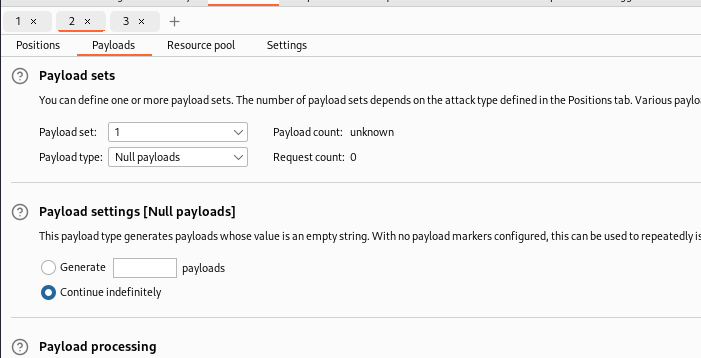 1 × 2 × 3 × +
Positions Payloads Resource pool Settings
? Payload sets
You can define one or more payload sets. The number of payload sets depends on the attack type defined in the Positions tab. Various
Payload set: 1 Payload count: unknown
Payload type: Null payloads Request count: 0
? Payload settings [Null payloads]
This payload type generates payloads whose value is an empty string. With no payload markers configured, this can be used to repeatedly
Generate payloads
Continue indefinitely
? Payload processing